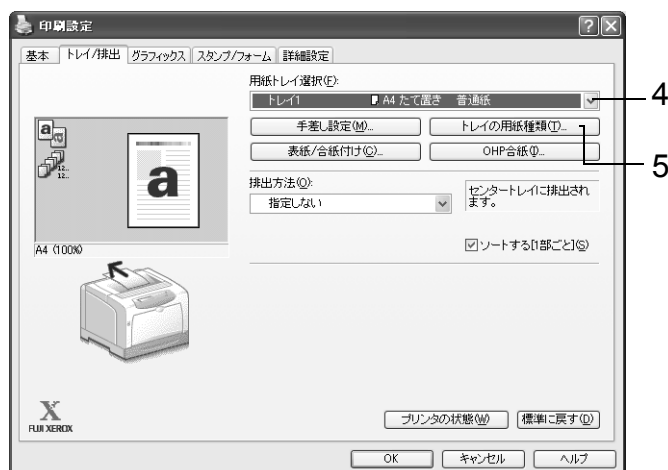 印刷設定
基本 トレイ/排出 グラフィックス スタンプ/フォーム 詳細設定
用紙トレイ選択(F):
トレイ1 A4 たて置き 普通紙
4
手差し設定(M)... トレイの用紙種類(T)...
5
表紙/合紙付け(C)... OHP合紙(I)...
排出方法(O):
指定しない
センタートレイに排出されます。
ソートする[1部ごと](S)
a
12..
12..
a
A4 (100%)
X
FUJI XEROX
プリンタの状態(W) 標準に戻す(D)
OK キャンセル ヘルプ